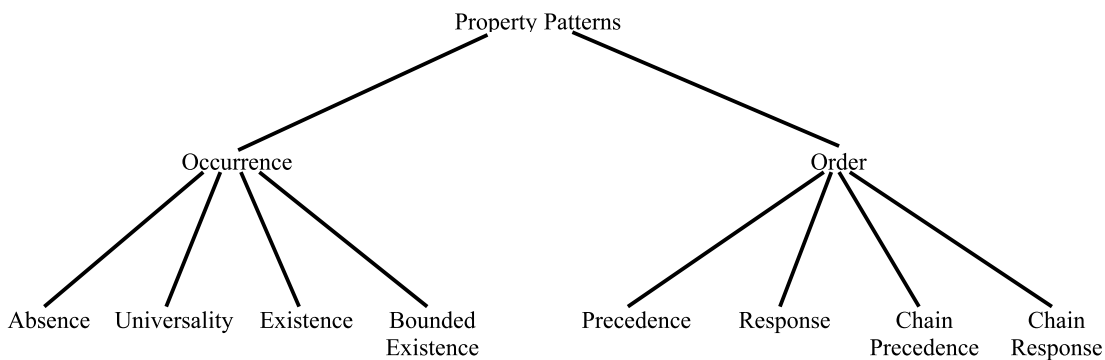 Property Patterns
Occurrence
Order
Absence
Universality
Existence
Bounded
Existence
Precedence
Response
Chain
Precedence
Chain
Response